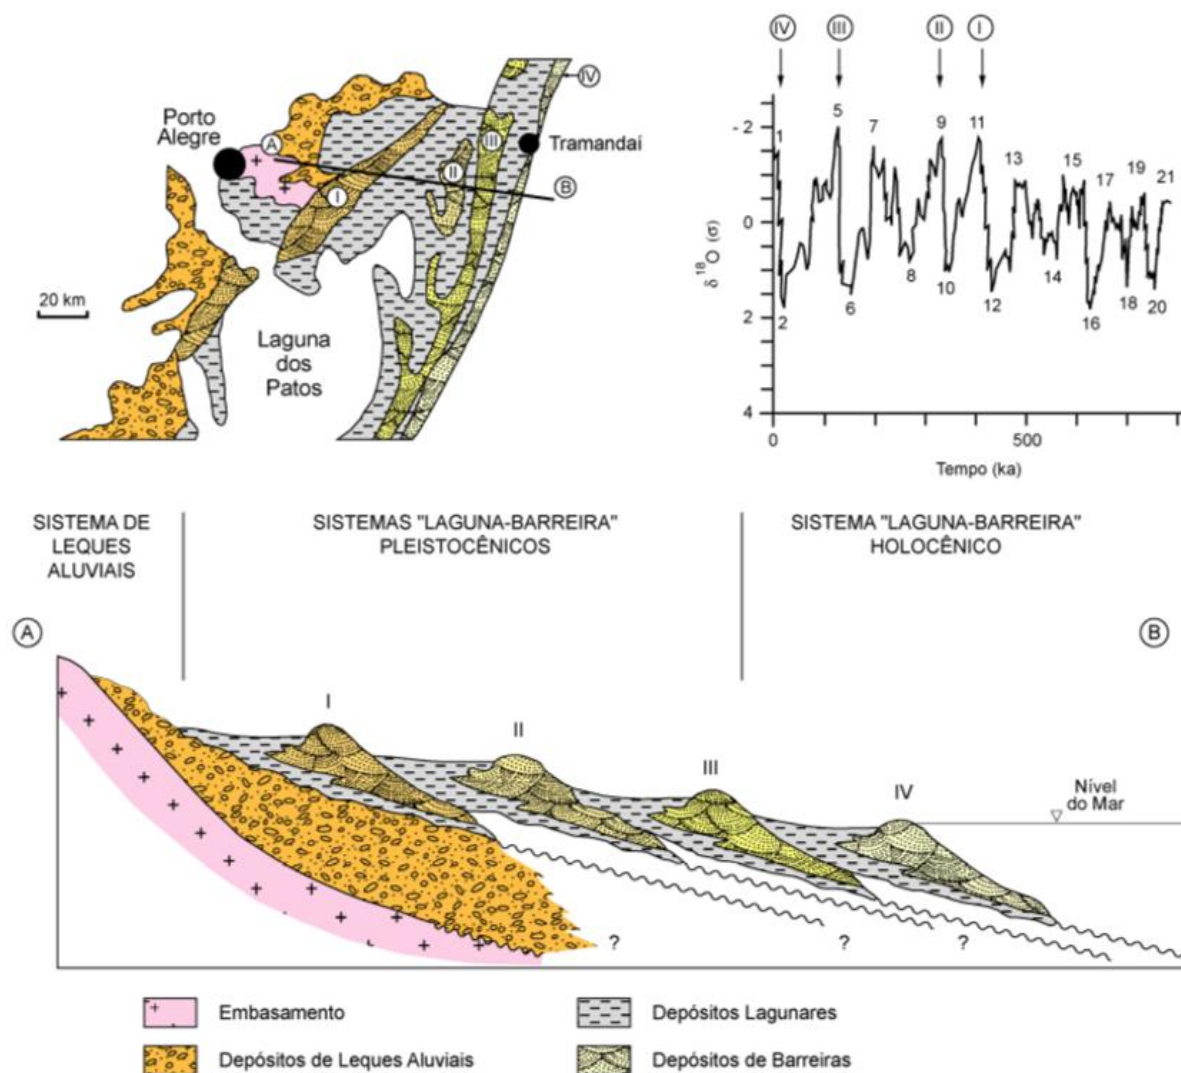 Porto
Alegre
A
I
II
III
IV
Tramandaí
B
20 km
Laguna
dos
Patos
IV III II I
- 2
0
2
4
δ 18O (σ)
1
2
5
6
7
8
9
10
11
12
13
14
15
16
17
18
19
20
21
0 500
Tempo (ka)
SISTEMA DE
LEQUES
ALUVIAIS
SISTEMAS "LAGUNA-BARREIRA"
PLEISTOCÊNICOS
SISTEMA "LAGUNA-BARREIRA"
HOLOCÊNICO
A
B
I
II
III
IV
Nível
do Mar
? ? ?
Embasamento
Depósitos de Leques Aluviais
Depósitos Lagunares
Depósitos de Barreiras